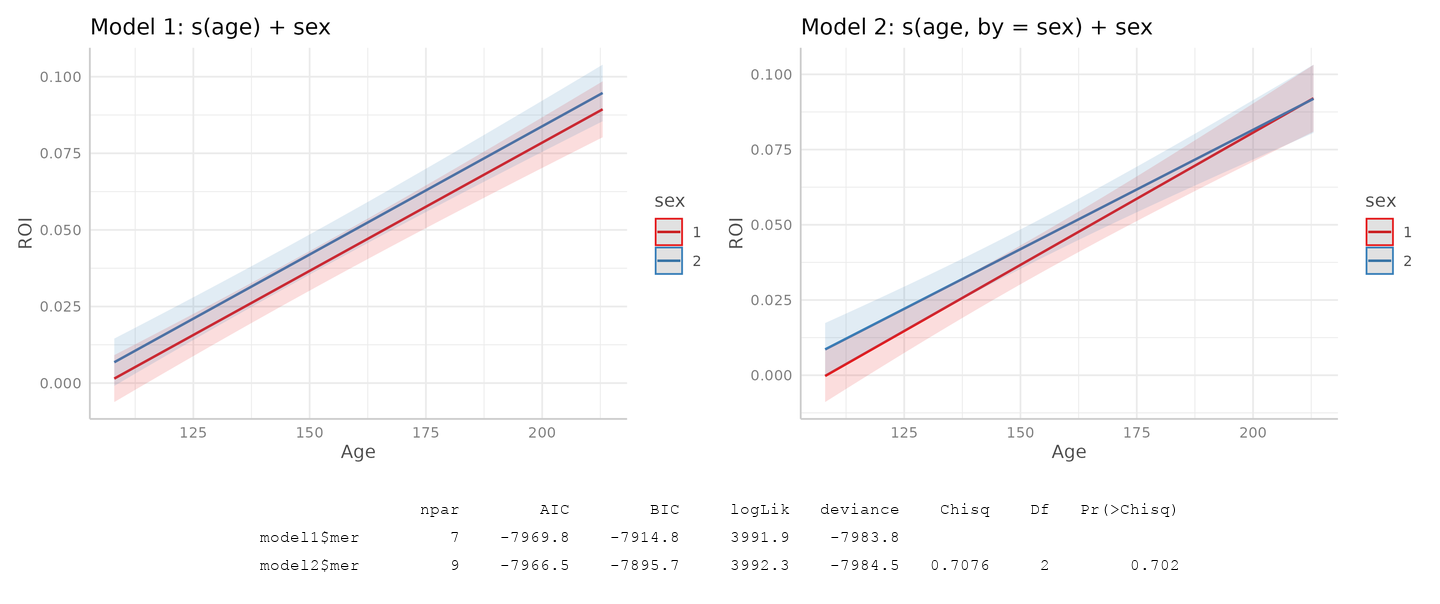 Model 1: s(age) + sex
0.100
0.075
0.050
0.025
0.000
ROI
125 150 175 200
Age
sex
1
2
Model 2: s(age, by = sex) + sex
0.100
0.075
0.050
0.025
0.000
ROI
125 150 175 200
Age
sex
1
2
npar AIC BIC logLik deviance Chisq Df Pr(>Chisq)
model1$mer 7 -7969.8 -7914.8 3991.9 -7983.8
model2$mer 9 -7966.5 -7895.7 3992.3 -7984.5 0.7076 2 0.702